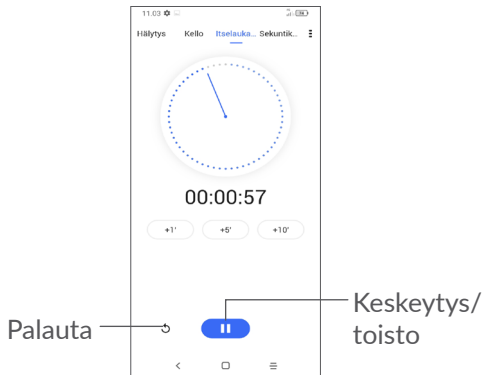 11.03
Hälytys Kello Itselauka... Sekuntik...
00:00:57
+1' +5' +10'
Palauta
Keskeytys/
toisto